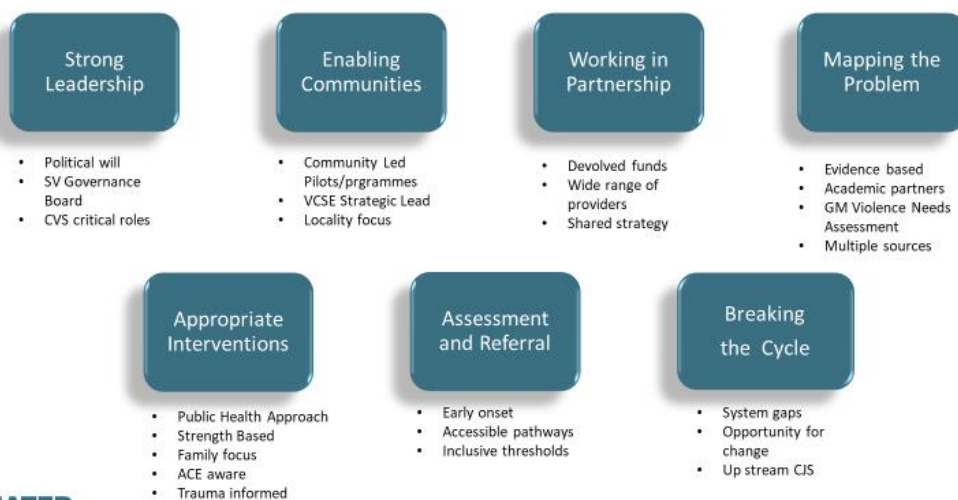 Strong
Leadership
Enabling
Communities
Working in
Partnership
Mapping the
Problem
• Political will
• SV Governance
Board
• CVS critical roles
• Community Led
Pilots/prgrammes
• VCSE Strategic Lead
• Locality focus
• Devolved funds
• Wide range of
providers
• Shared strategy
• Evidence based
• Academic partners
• GM Violence Needs
Assessment
• Multiple sources
Appropriate
Interventions
Assessment
and Referral
Breaking
the Cycle
• Public Health Approach
• Strength Based
• Family focus
• ACE aware
• Trauma informed
• Early onset
• Accessible pathways
• Inclusive thresholds
• System gaps
• Opportunity for
change
• Up stream CJS